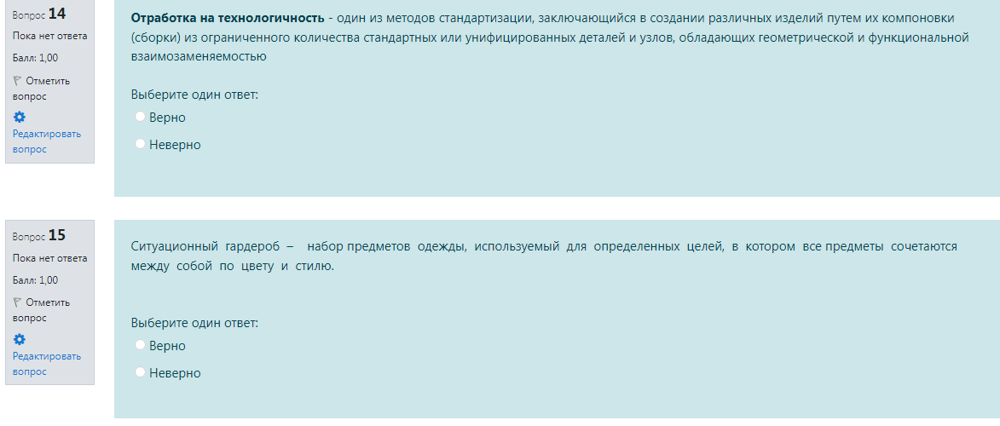 Вопрос 14
Пока нет ответа
Балл: 1,00
Отметить
вопрос
Редактировать
вопрос
Отработка на технологичность - один из методов стандартизации, заключающийся в создании различных изделий путем их компоновки
(сборки) из ограниченного количества стандартных или унифицированных деталей и узлов, обладающих геометрической и функциональной
взаимозаменяемостью
Выберите один ответ:
Верно
Неверно
Вопрос 15
Пока нет ответа
Балл: 1,00
Отметить
вопрос
Редактировать
вопрос
Ситуационный гардероб – набор предметов одежды, используемый для определенных целей, в котором все предметы сочетаются
между собой по цвету и стилю.
Выберите один ответ:
Верно
Неверно